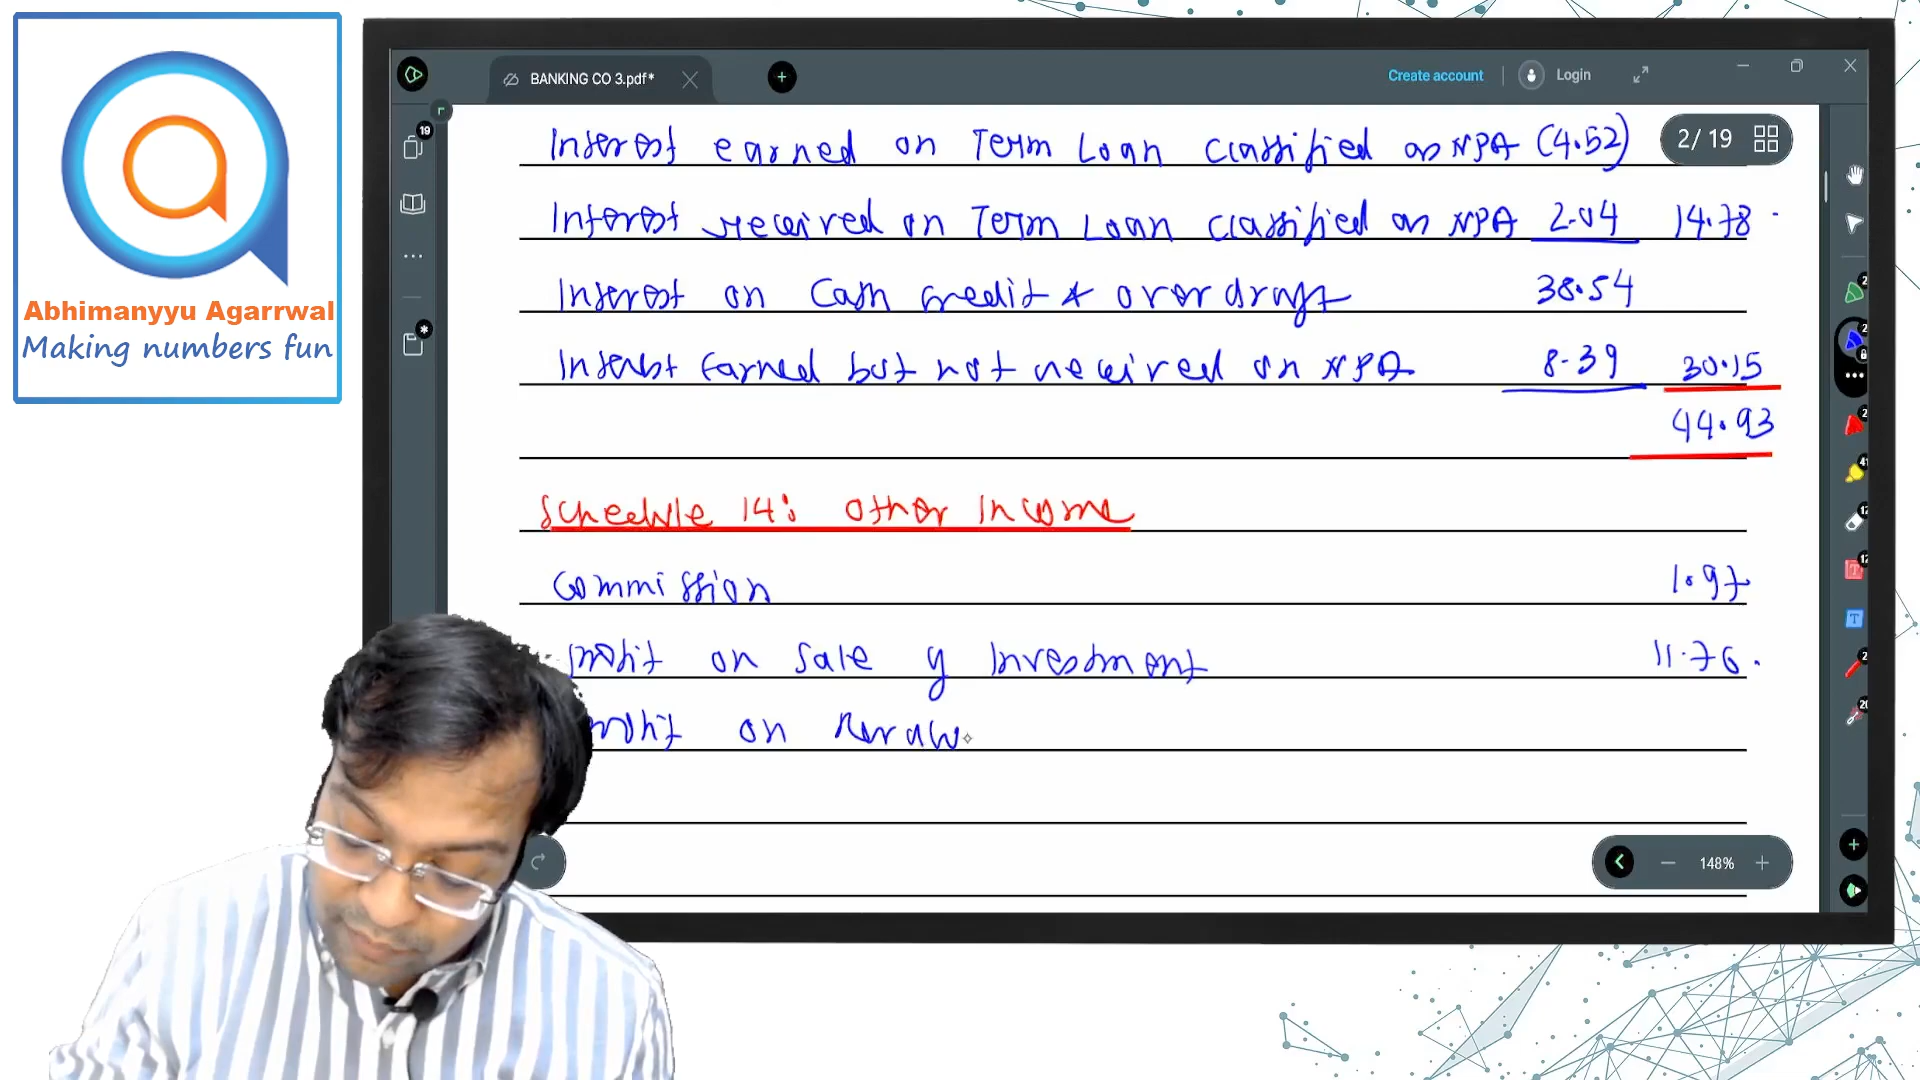 Abhimanyyu Agarrwal
Making numbers fun
BANKING CO 3.pdf*
Create account
Login
19
2 / 19
Interest earned on Term Loan classified as NPA (4.52)
Interest received on Term Loan classified as NPA 2.04 14.78
Interest on Cash credit & overdraft 38.54
Interest Earned but not received on NPA 8.39 30.15
44.93
Schedule 14: Other Income
Commission 1.97
Profit on Sale of Investment 11.76
Profit on Revalu
148%